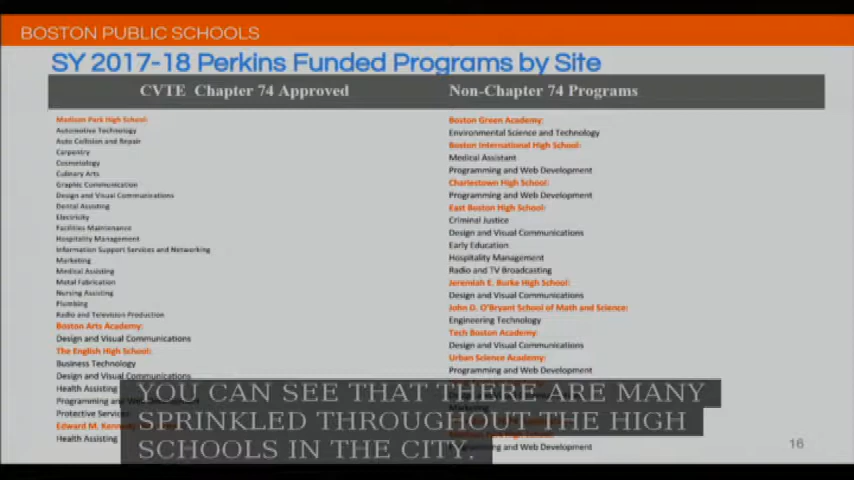 BOSTON PUBLIC SCHOOLS
SY 2017-18 Perkins Funded Programs by Site
CVTE Chapter 74 Approved
Madison Park High School:
Automotive Technology
Auto Collision and Repair
Carpentry
Cosmetology
Culinary Arts
Graphic Communication
Design and Visual Communications
Dental Assisting
Electricity
Facilities Maintenance
Hospitality Management
Information Support Services and Networking
Marketing
Medical Assisting
Metal Fabrication
Nursing Assisting
Plumbing
Radio and Television Production
Boston Arts Academy:
Design and Visual Communications
The English High School:
Business Technology
Design and Visual Communications
Health Assisting
Programming and
Protective Services
Edward M.
Health Assisting
Non-Chapter 74 Programs
Boston Green Academy:
Environmental Science and Technology
Boston International High School:
Medical Assistant
Programming and Web Development
Charlestown High School:
Programming and Web Development
East Boston High School:
Criminal Justice
Design and Visual Communications
Early Education
Hospitality Management
Radio and TV Broadcasting
Jeremiah E. Burke High School:
Design and Visual Communications
John D. O'Bryant School of Math and Science:
Engineering Technology
Tech Boston Academy:
Design and Visual Communications
Urban Science Academy:
Programming and Web Development
and Web Development
YOU CAN SEE THAT THERE ARE MANY
SPRINKLED THROUGHOUT THE HIGH
SCHOOLS IN THE CITY.
16